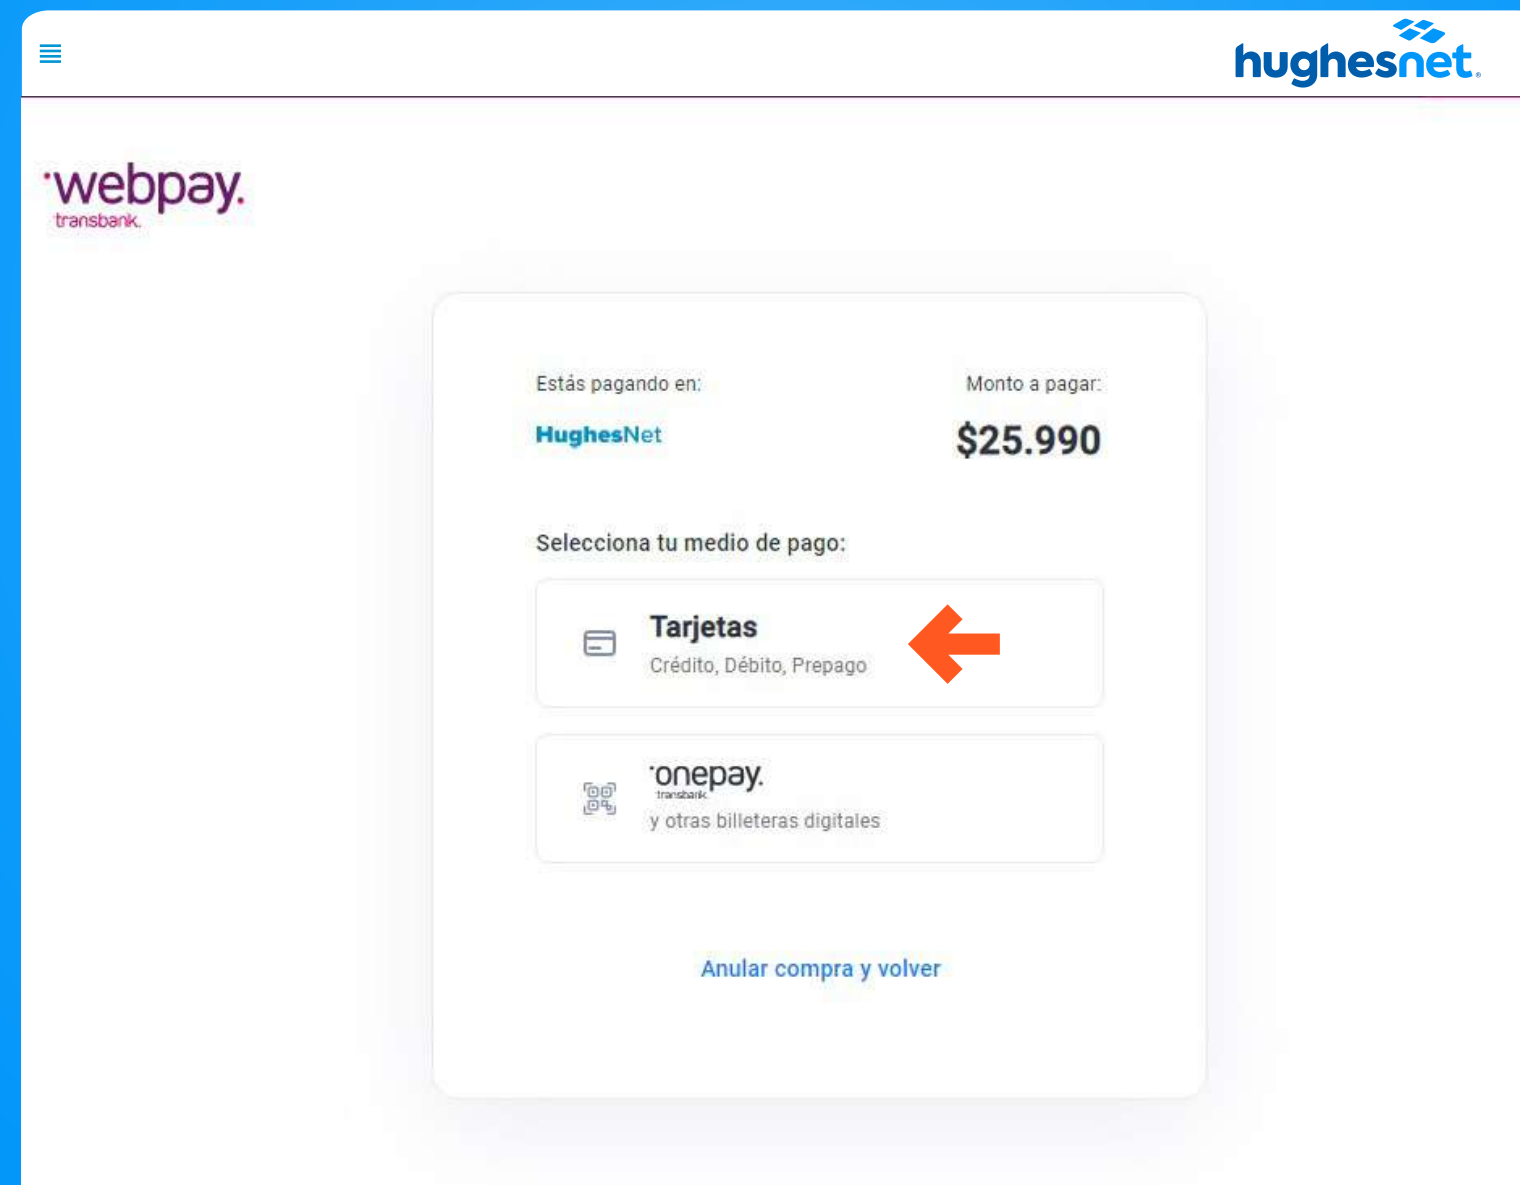 hughesnet.
webpay.
transbank.
Estás pagando en:
Monto a pagar:
HughesNet
$25.990
Selecciona tu medio de pago:
Tarjetas
Crédito, Débito, Prepago
onepay.
transbank.
y otras billeteras digitales
Anular compra y volver